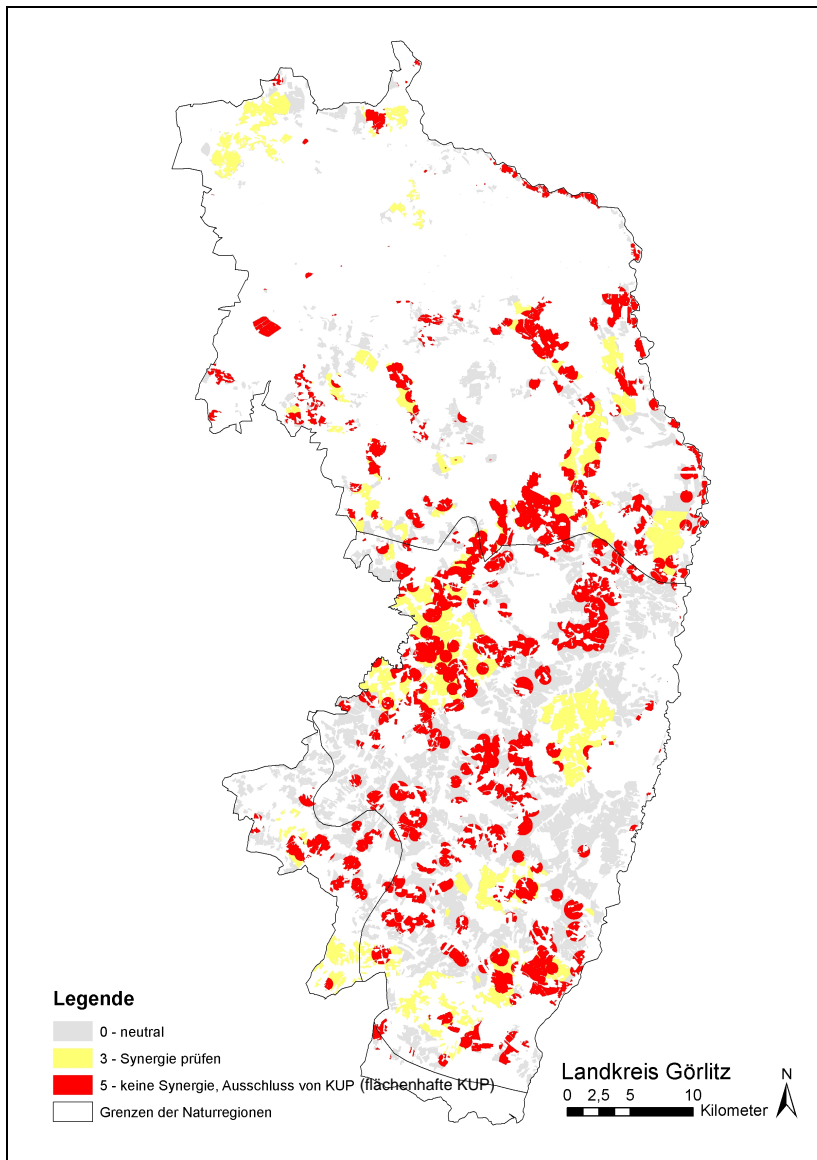 Legende
0 - neutral
3 - Synergie prüfen
5 - keine Synergie, Ausschluss von KUP (flächenhafte KUP)
Grenzen der Naturregionen
Landkreis Görlitz
0 2,5 5 10
Kilometer
N